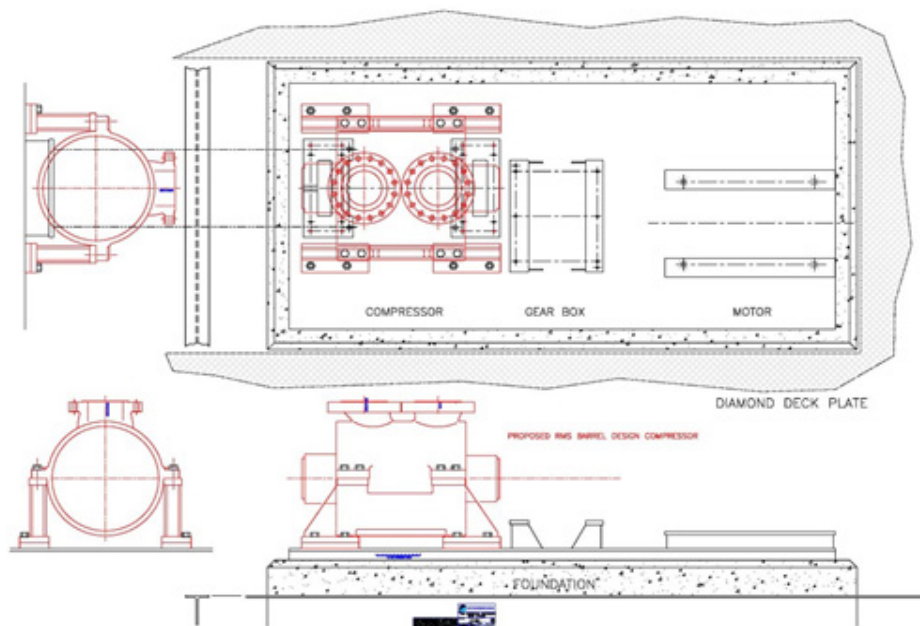 COMPRESSOR
GEAR BOX
MOTOR
DIAMOND DECK PLATE
PROPOSED RMS BARREL DESIGN COMPRESSOR
FOUNDATION